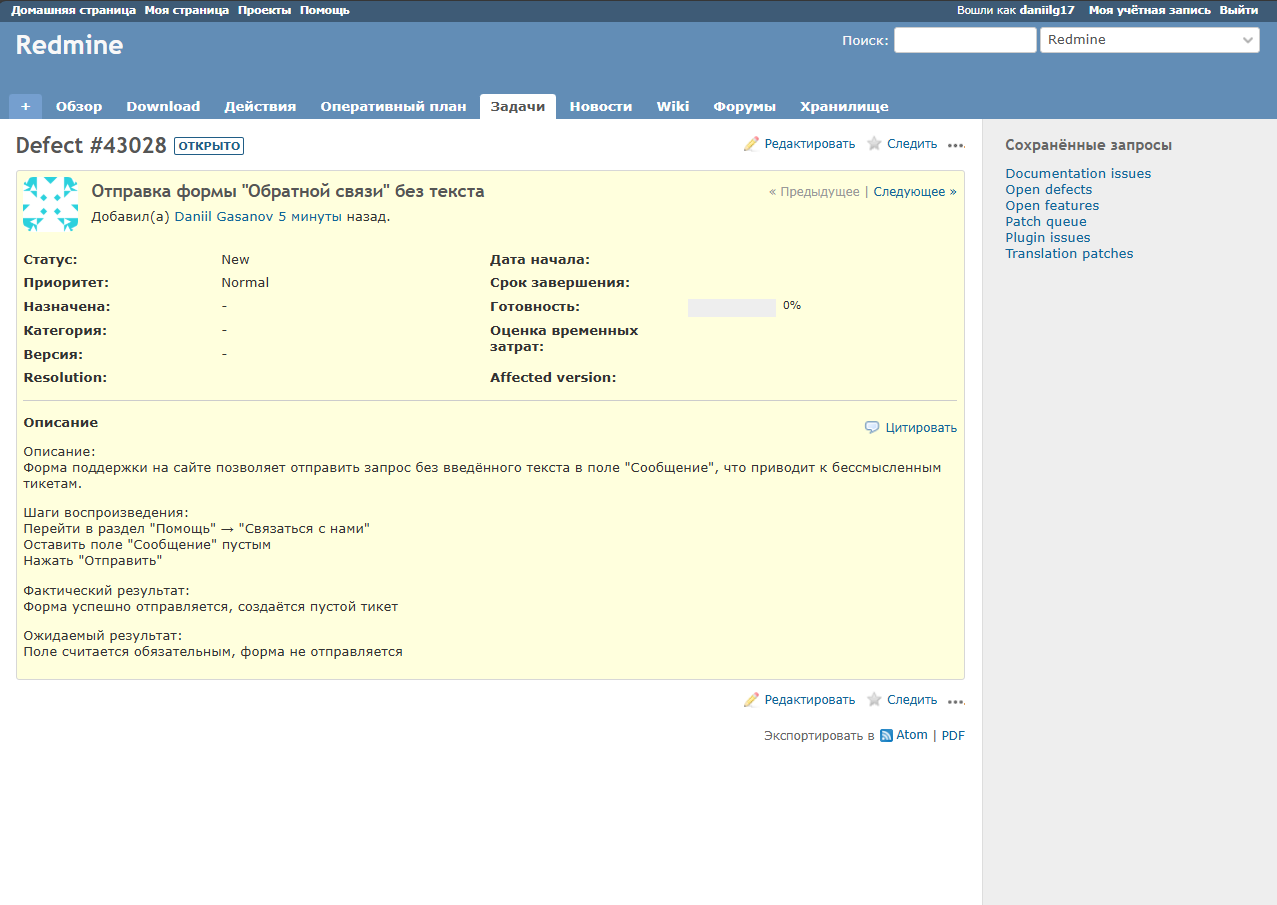 Домашняя страница Моя страница Проекты Помощь Вошли как daniilg17 Моя учётная запись Выйти
Redmine Поиск: Redmine
+ Обзор Download Действия Оперативный план Задачи Новости Wiki Форумы Хранилище
Defect #43028 ОТКРЫТО Редактировать Следить
Отправка формы "Обратной связи" без текста « Предыдущее | Следующее »
Добавил(а) Daniil Gasanov 5 минуты назад.
Статус: New Дата начала:
Приоритет: Normal Срок завершения:
Назначена: - Готовность: 0%
Категория: - Оценка временных
затрат:
Версия: -
Resolution: Affected version:
Описание Цитировать
Описание:
Форма поддержки на сайте позволяет отправить запрос без введённого текста в поле "Сообщение", что приводит к бессмысленным
тикетам.
Шаги воспроизведения:
Перейти в раздел "Помощь" → "Связаться с нами"
Оставить поле "Сообщение" пустым
Нажать "Отправить"
Фактический результат:
Форма успешно отправляется, создаётся пустой тикет
Ожидаемый результат:
Поле считается обязательным, форма не отправляется
Редактировать Следить
Экспортировать в Atom | PDF
Сохранённые запросы
Documentation issues
Open defects
Open features
Patch queue
Plugin issues
Translation patches